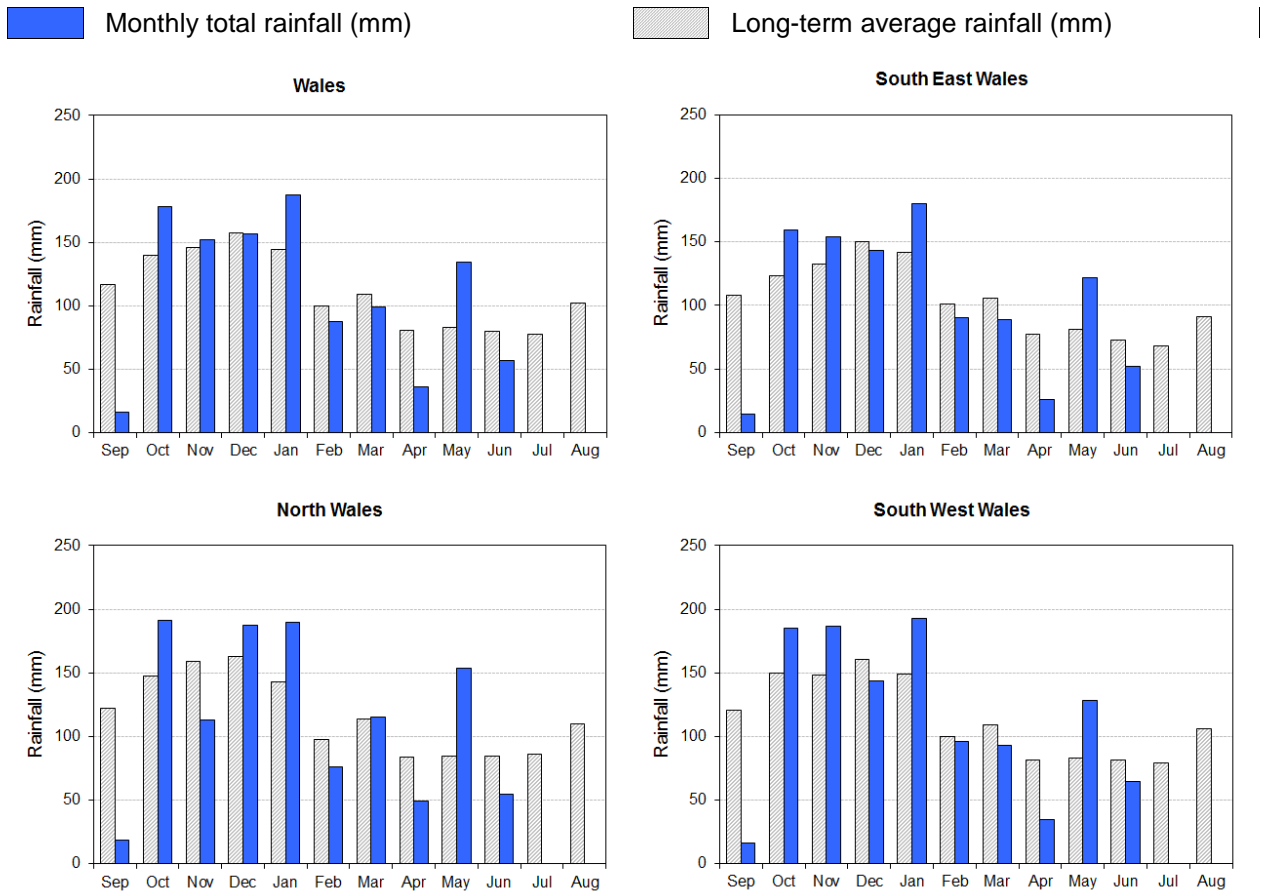 Monthly total rainfall (mm)
Long-term average rainfall (mm)
Wales
Rainfall (mm)
250
200
150
100
50
0
Sep Oct Nov Dec Jan Feb Mar Apr May Jun Jul Aug
South East Wales
Rainfall (mm)
250
200
150
100
50
0
Sep Oct Nov Dec Jan Feb Mar Apr May Jun Jul Aug
North Wales
Rainfall (mm)
250
200
150
100
50
0
Sep Oct Nov Dec Jan Feb Mar Apr May Jun Jul Aug
South West Wales
Rainfall (mm)
250
200
150
100
50
0
Sep Oct Nov Dec Jan Feb Mar Apr May Jun Jul Aug